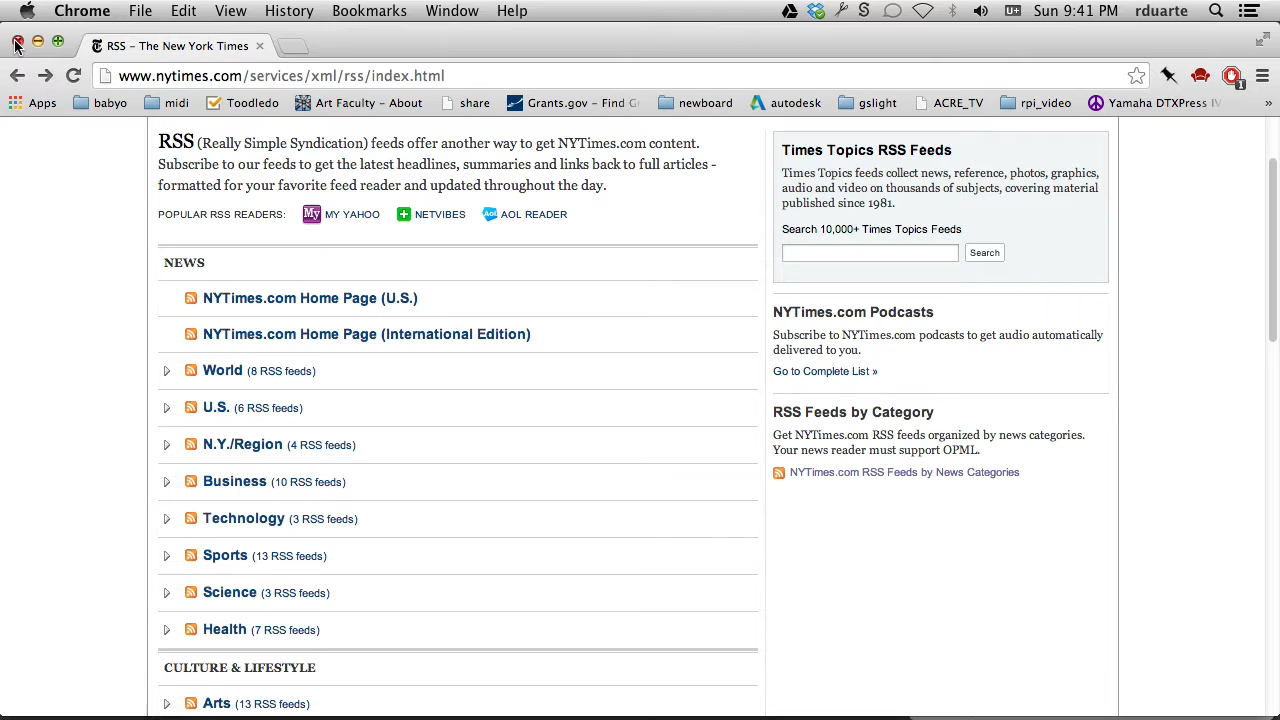 Chrome File Edit View History Bookmarks Window Help Sun 9:41 PM rduarte
RSS – The New York Times
www.nytimes.com/services/xml/rss/index.html
Apps babyo midi Toodledo Art Faculty – About share Grants.gov – Find Gr newboard autodesk gslight ACRE_TV rpi_video Yamaha DTXPress IV »
RSS (Really Simple Syndication) feeds offer another way to get NYTimes.com content.
Subscribe to our feeds to get the latest headlines, summaries and links back to full articles -
formatted for your favorite feed reader and updated throughout the day.
POPULAR RSS READERS: My MY YAHOO NETVIBES Aol AOL READER
NEWS
NYTimes.com Home Page (U.S.)
NYTimes.com Home Page (International Edition)
World (8 RSS feeds)
U.S. (6 RSS feeds)
N.Y./Region (4 RSS feeds)
Business (10 RSS feeds)
Technology (3 RSS feeds)
Sports (13 RSS feeds)
Science (3 RSS feeds)
Health (7 RSS feeds)
CULTURE & LIFESTYLE
Arts (13 RSS feeds)
Times Topics RSS Feeds
Times Topics feeds collect news, reference, photos, graphics,
audio and video on thousands of subjects, covering material
published since 1981.
Search 10,000+ Times Topics Feeds
Search
NYTimes.com Podcasts
Subscribe to NYTimes.com podcasts to get audio automatically
delivered to you.
Go to Complete List »
RSS Feeds by Category
Get NYTimes.com RSS feeds organized by news categories.
Your news reader must support OPML.
NYTimes.com RSS Feeds by News Categories